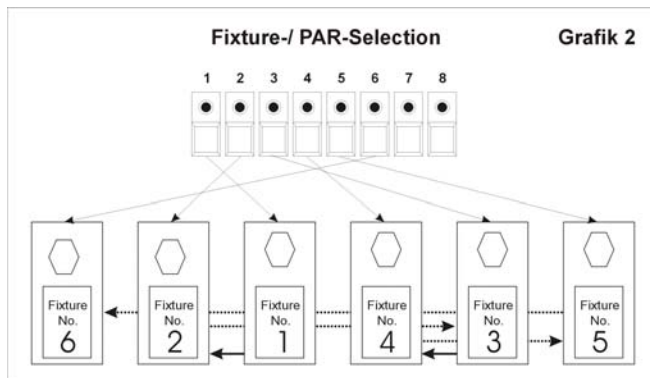 Fixture-/ PAR-Selection Grafik 2
1 2 3 4 5 6 7 8
Fixture No. 6
Fixture No. 2
Fixture No. 1
Fixture No. 4
Fixture No. 3
Fixture No. 5